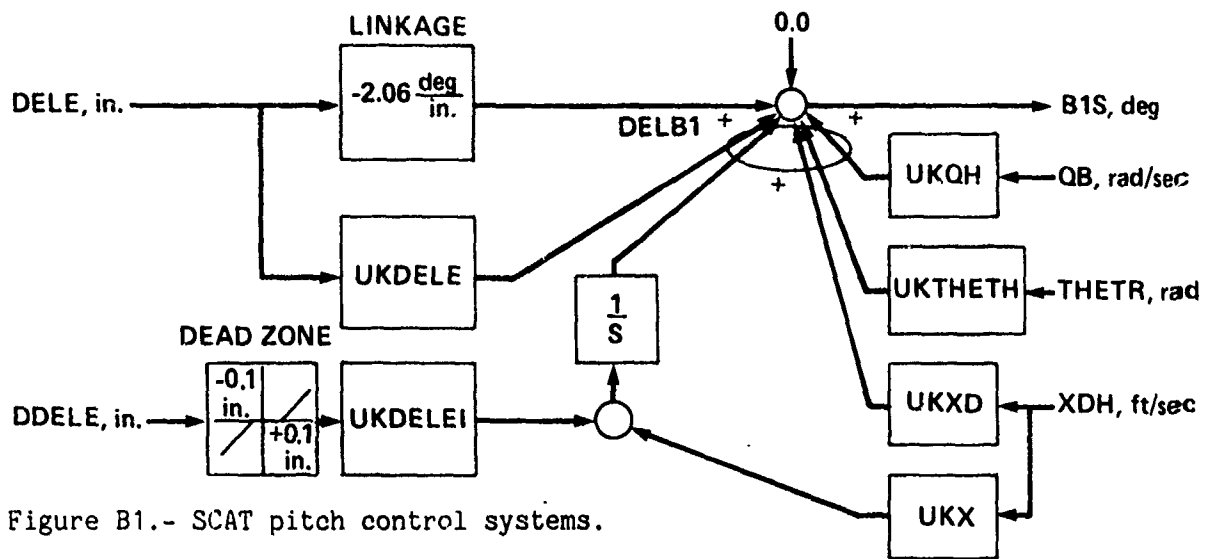 LINKAGE
0.0
DELE, in.
-2.06 deg/in.
DELB1
+
+
+
B1S, deg
UKQH
QB, rad/sec
UKDELE
UKTHETH
THETR, rad
1/S
DEAD ZONE
-0.1 in.
+0.1 in.
DDELE, in.
UKDELEI
UKXD
XDH, ft/sec
UKX
Figure B1.- SCAT pitch control systems.